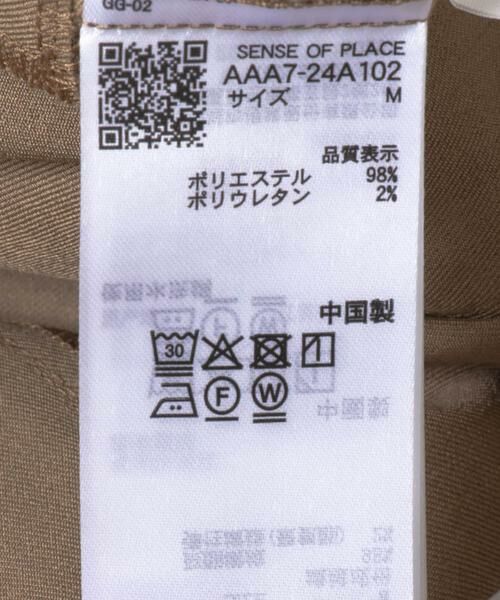 GG-02
SENSE OF PLACE
AAA7-24A102
サイズ M
品質表示
ポリエステル 98%
ポリウレタン 2%
中国製
30
F W